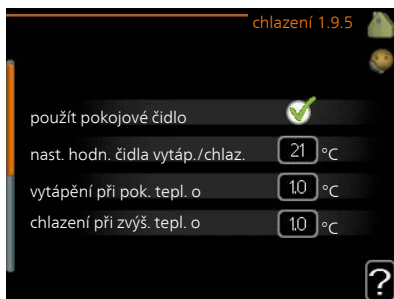 chlazení 1.9.5
použít pokojové čidlo
nast. hodn. čidla vytáp./chlaz. 21 °C
vytápění při pok. tepl. o 1.0 °C
chlazení při zvýš. tepl. o 1.0 °C
?